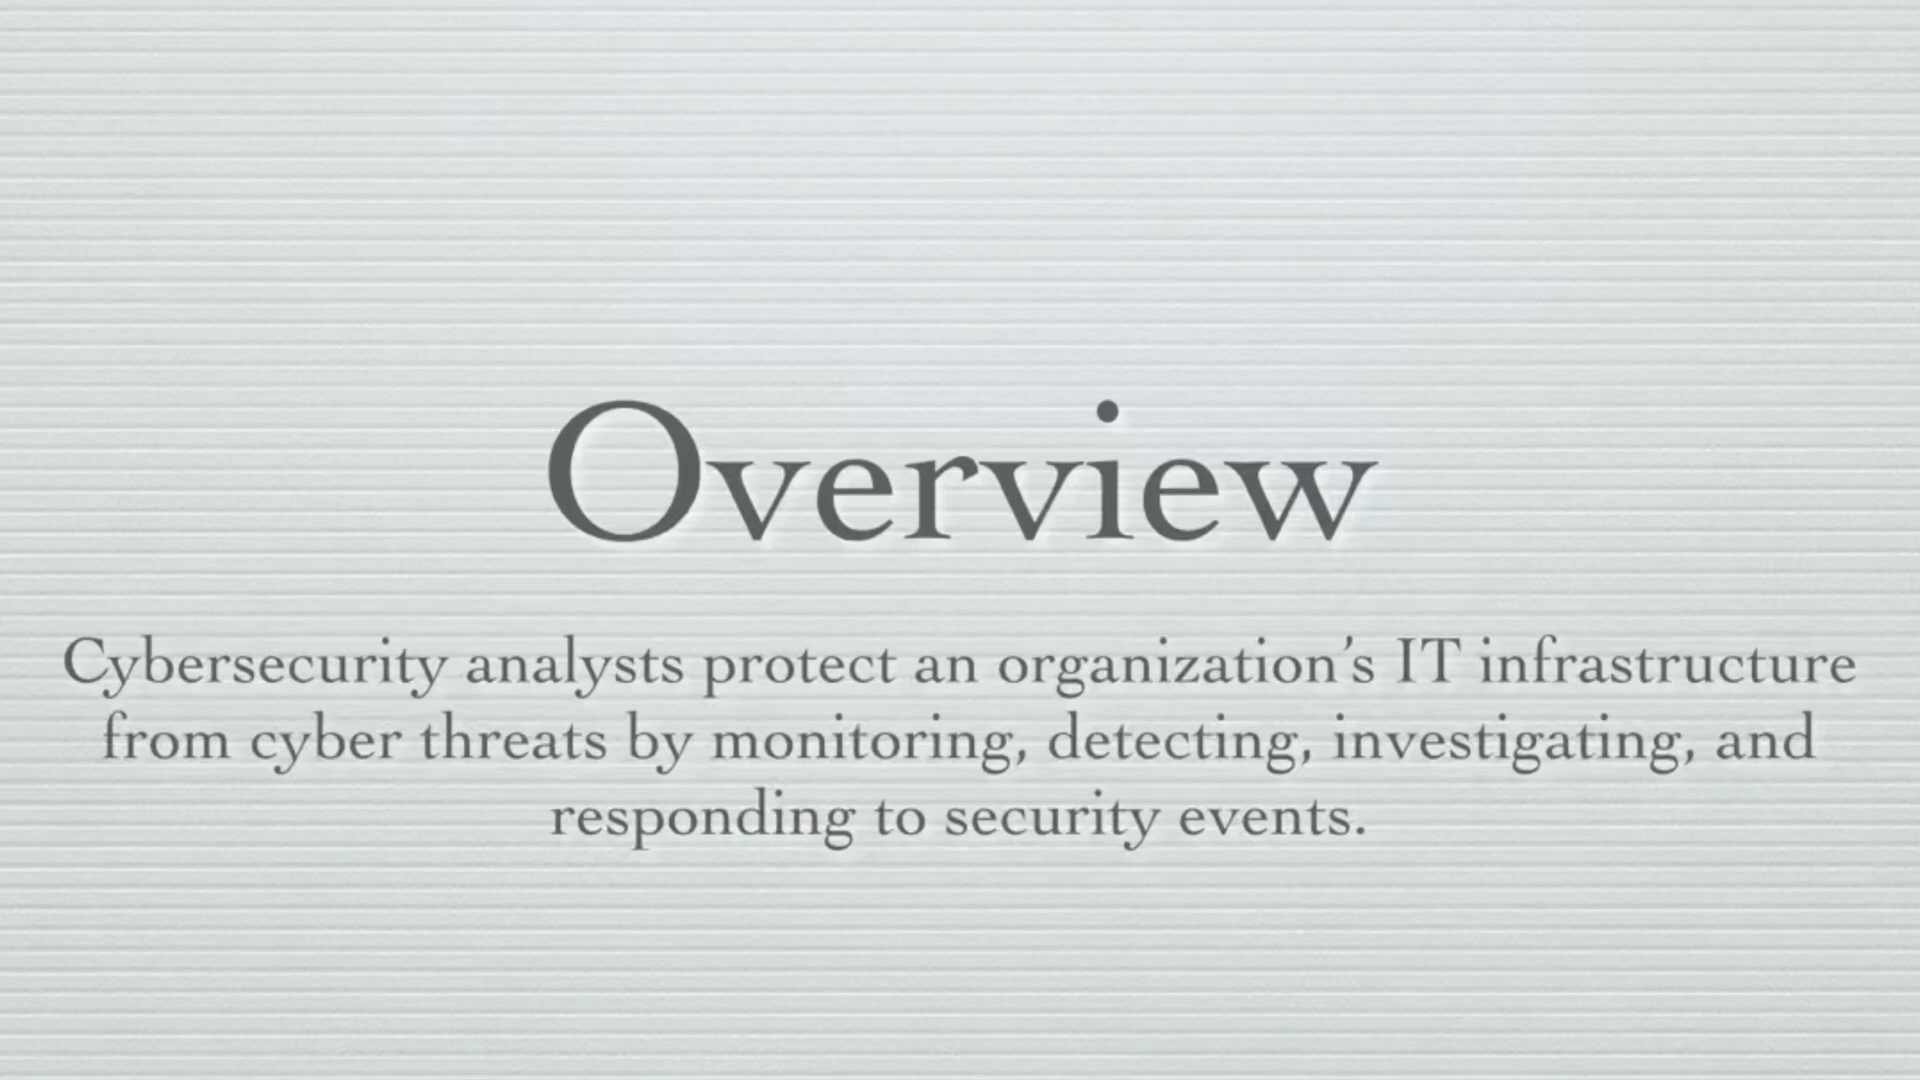 Overview
Cybersecurity analysts protect an organization’s IT infrastructure
from cyber threats by monitoring, detecting, investigating, and
responding to security events.